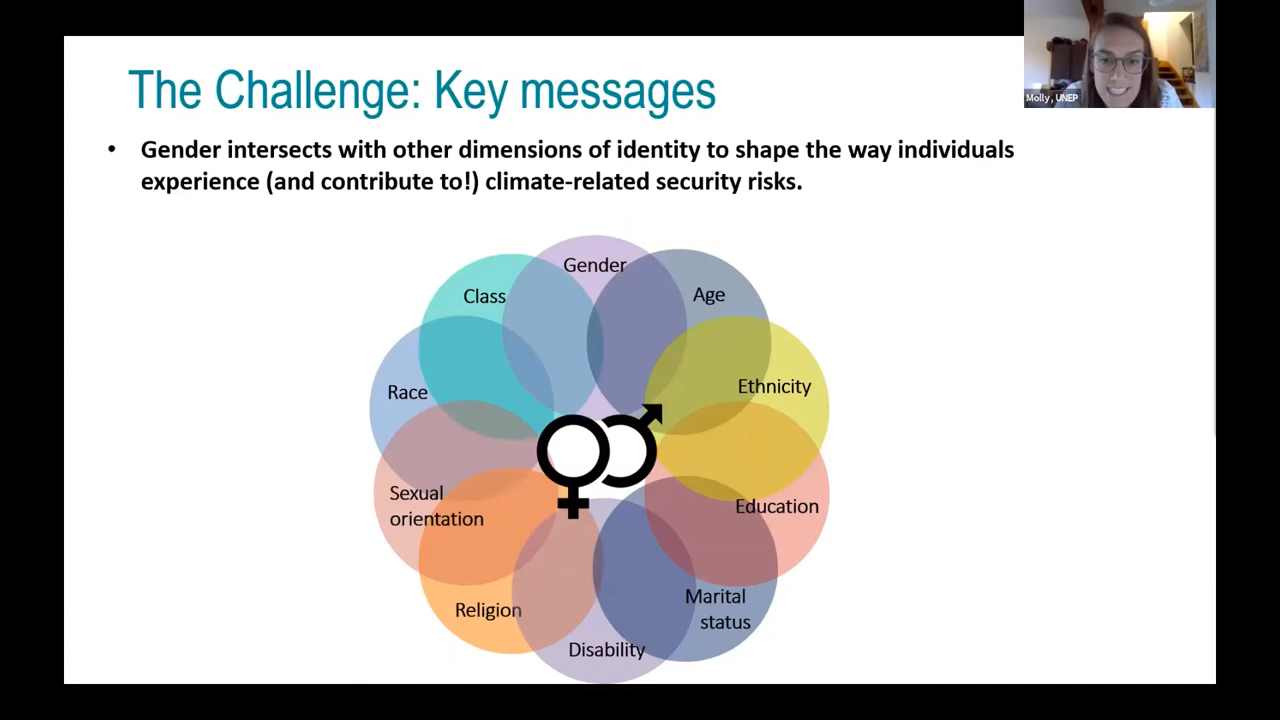 The Challenge: Key messages
Molly, UNEP
• Gender intersects with other dimensions of identity to shape the way individuals
experience (and contribute to!) climate-related security risks.
Gender
Class
Age
Race
Ethnicity
Sexual
orientation
Education
Religion
Marital
status
Disability